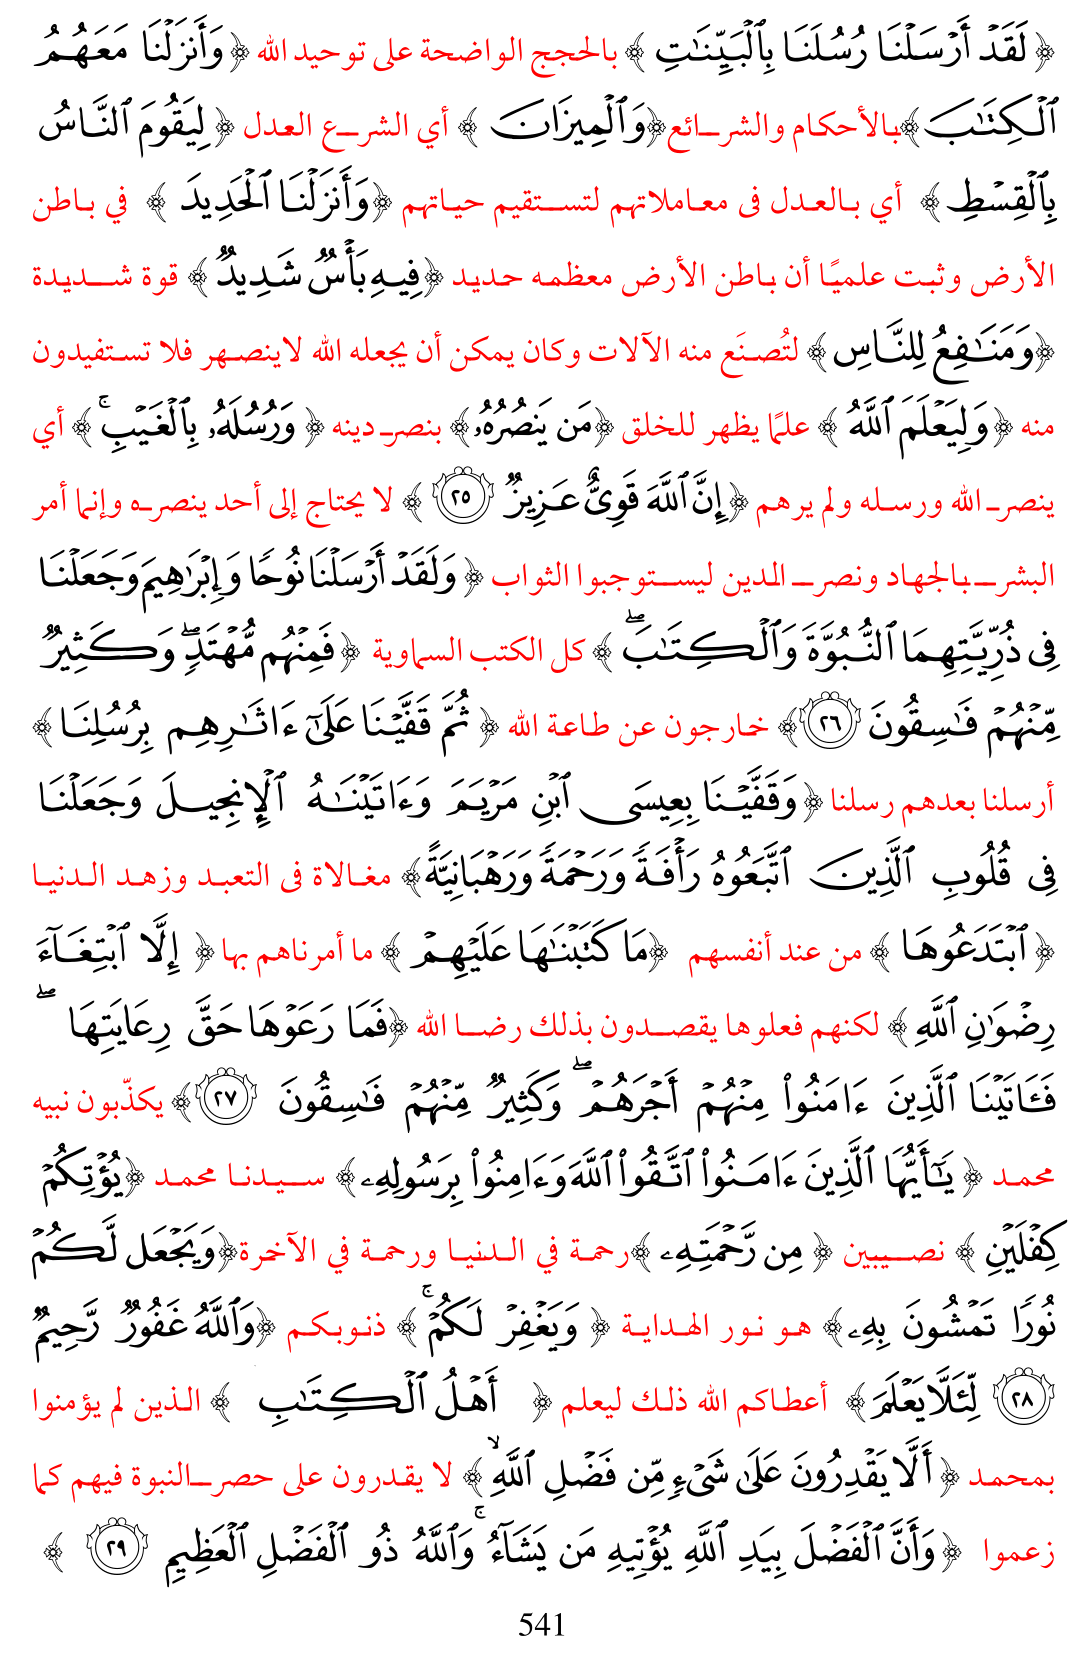 ﴿ لَقَدْ أَرْسَلْنَا رُسُلَنَا بِٱلْبَيِّنَٰتِ ﴾ بالحجج الواضحة على توحيد الله ﴿وَأَنزَلْنَا مَعَهُمُ
ٱلْكِتَٰبَ﴾بالأحكام والشرائع﴿وَٱلْمِيزَانَ ﴾ أي الشرع العدل ﴿ لِيَقُومَ ٱلنَّاسُ
بِٱلْقِسْطِ ﴾ أي بالعدل فى معاملاتهم لتستقيم حياتهم ﴿وَأَنزَلْنَا ٱلْحَدِيدَ ﴾ في باطن
الأرض وثبت علميًا أن باطن الأرض معظمه حديد ﴿فِيهِ بَأْسٌ شَدِيدٌ ﴾ قوة شديدة
﴿وَمَنَٰفِعُ لِلنَّاسِ ﴾ لتُصنَع منه الآلات وكان يمكن أن يجعله الله لاينصهر فلا تستفيدون
منه ﴿وَلِيَعْلَمَ ٱللَّهُ ﴾ علمًا يظهر للخلق ﴿مَن يَنصُرُهُۥ﴾ بنصر دينه ﴿ وَرُسُلَهُۥ بِٱلْغَيْبِ ۚ ﴾ أي
ينصر الله ورسله ولم يرهم ﴿إِنَّ ٱللَّهَ قَوِىٌّ عَزِيزٌ ٢٥ ﴾ لا يحتاج إلى أحد ينصره وإنما أمر
البشر بالجهاد ونصر الدين ليستوجبوا الثواب ﴿ وَلَقَدْ أَرْسَلْنَا نُوحًا وَإِبْرَٰهِيمَ وَجَعَلْنَا
فِى ذُرِّيَّتِهِمَا ٱلنُّبُوَّةَ وَٱلْكِتَٰبَ ۖ ﴾ كل الكتب السماوية ﴿ فَمِنْهُم مُّهْتَدٍ ۖ وَكَثِيرٌ
مِّنْهُمْ فَٰسِقُونَ ٢٦ ﴾ خارجون عن طاعة الله ﴿ ثُمَّ قَفَّيْنَا عَلَىٰٓ ءَاثَٰرِهِم بِرُسُلِنَا ﴾
أرسلنا بعدهم رسلنا ﴿وَقَفَّيْنَا بِعِيسَى ٱبْنِ مَرْيَمَ وَءَاتَيْنَٰهُ ٱلْإِنجِيلَ وَجَعَلْنَا
فِى قُلُوبِ ٱلَّذِينَ ٱتَّبَعُوهُ رَأْفَةً وَرَحْمَةً وَرَهْبَانِيَّةً﴾ مغالاة فى التعبد وزهد الدنيا
﴿ ٱبْتَدَعُوهَا ﴾ من عند أنفسهم ﴿مَا كَتَبْنَٰهَا عَلَيْهِمْ ﴾ ما أمرناهم بها ﴿ إِلَّا ٱبْتِغَآءَ
رِضْوَٰنِ ٱللَّهِ ﴾ لكنهم فعلوها يقصدون بذلك رضا الله ﴿فَمَا رَعَوْهَا حَقَّ رِعَايَتِهَا ۖ
فَـَٔاتَيْنَا ٱلَّذِينَ ءَامَنُوا۟ مِنْهُمْ أَجْرَهُمْ ۖ وَكَثِيرٌ مِّنْهُمْ فَٰسِقُونَ ٢٧ ﴾ يكذّبون نبيه
محمد ﴿ يَٰٓأَيُّهَا ٱلَّذِينَ ءَامَنُوا۟ ٱتَّقُوا۟ ٱللَّهَ وَءَامِنُوا۟ بِرَسُولِهِۦ ﴾ سيدنا محمد ﴿يُؤْتِكُمْ
كِفْلَيْنِ ﴾ نصيبين ﴿ مِن رَّحْمَتِهِۦ ﴾رحمة في الدنيا ورحمة في الآخرة﴿وَيَجْعَل لَّكُمْ
نُورًا تَمْشُونَ بِهِۦ ﴾ هو نور الهداية ﴿ وَيَغْفِرْ لَكُمْ ۚ ﴾ ذنوبكم ﴿وَٱللَّهُ غَفُورٌ رَّحِيمٌ
٢٨ لِّئَلَّا يَعْلَمَ ﴾ أعطاكم الله ذلك ليعلم ﴿ أَهْلُ ٱلْكِتَٰبِ ﴾ الذين لم يؤمنوا
بمحمد ﴿ أَلَّا يَقْدِرُونَ عَلَىٰ شَىْءٍ مِّن فَضْلِ ٱللَّهِ ۙ ﴾ لا يقدرون على حصر النبوة فيهم كما
زعموا ﴿ وَأَنَّ ٱلْفَضْلَ بِيَدِ ٱللَّهِ يُؤْتِيهِ مَن يَشَآءُ ۚ وَٱللَّهُ ذُو ٱلْفَضْلِ ٱلْعَظِيمِ ٢٩ ﴾
541